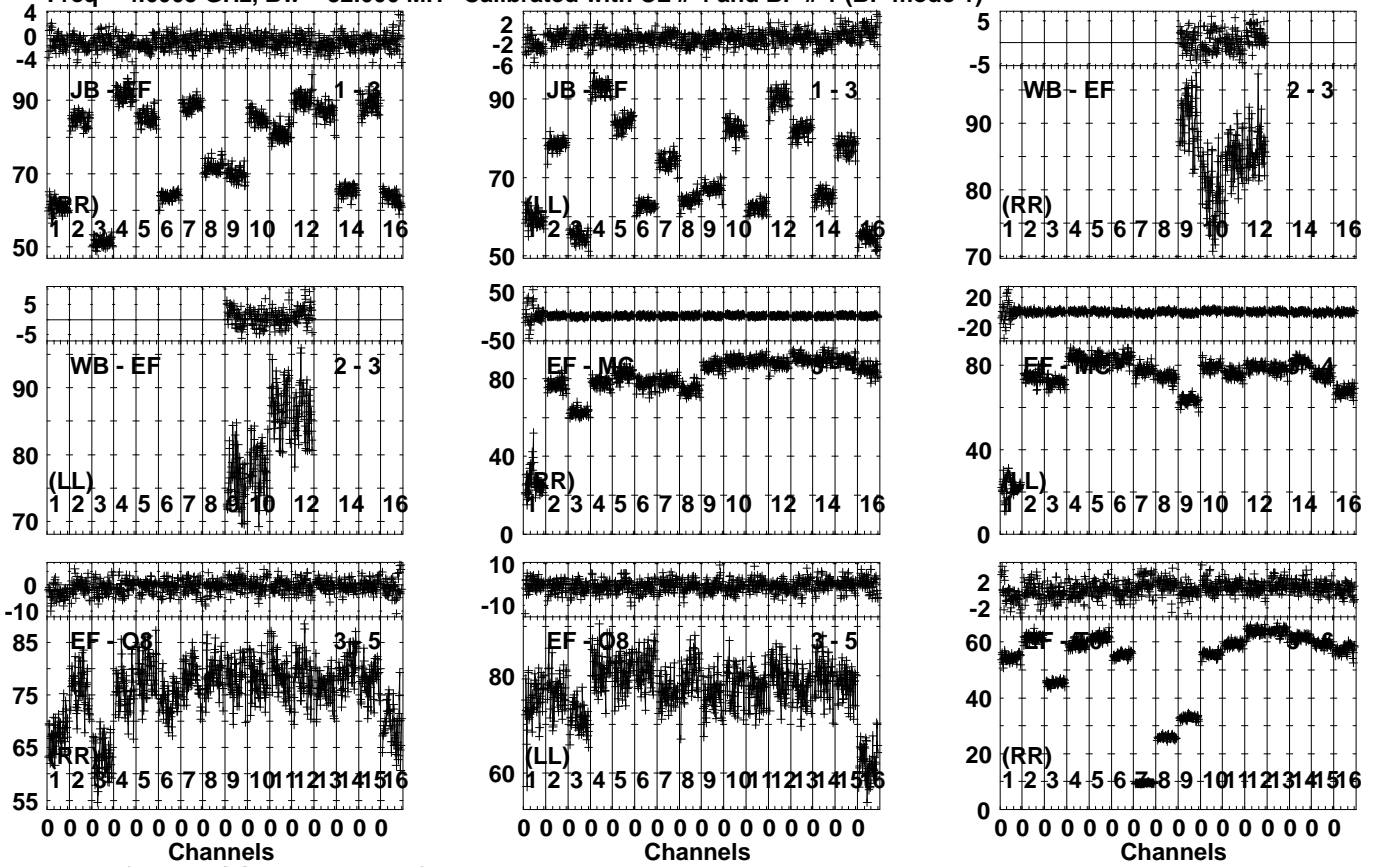 4 0 -4 90 70 50
JB - EF 1 - 3
(RR)
1 2 3 4 5 6 7 8 9 10 12 14 16
2 -2 -6 90 70 50
JB - EF 1 - 3
(LL)
1 2 3 4 5 6 7 8 9 10 12 14 16
5 -5 90 80 70
WB - EF 2 - 3
(RR)
1 2 3 4 5 6 7 8 9 10 12 14 16
5 -5 90 80 70
WB - EF 2 - 3
(LL)
1 2 3 4 5 6 7 8 9 10 12 14 16
50 -50 80 40 0
EF - MC
(RR)
1 2 3 4 5 6 7 8 9 10 12 14 16
20 -20 80 40 0
EF - MC
(LL)
1 2 3 4 5 6 7 8 9 10 12 14 16
0 -10 85 75 65 55
EF - O8 3 - 5
(RR)
1 2 3 4 5 6 7 8 9 10 11 12 13 14 15 16
10 -10 80 60
EF - O8 3 - 5
(LL)
1 2 3 4 5 6 7 8 9 10 11 12 13 14 15 16
2 -2 60 40 20 0
(RR)
1 2 3 4 5 6 7 8 9 10 11 12 13 14 15 16
0 0 0 0 0 0 0 0 0 0 0 0 0 0 0 0
Channels
0 0 0 0 0 0 0 0 0 0 0 0 0 0 0 0
Channels
0 0 0 0 0 0 0 0 0 0 0 0 0 0 0 0
Channels